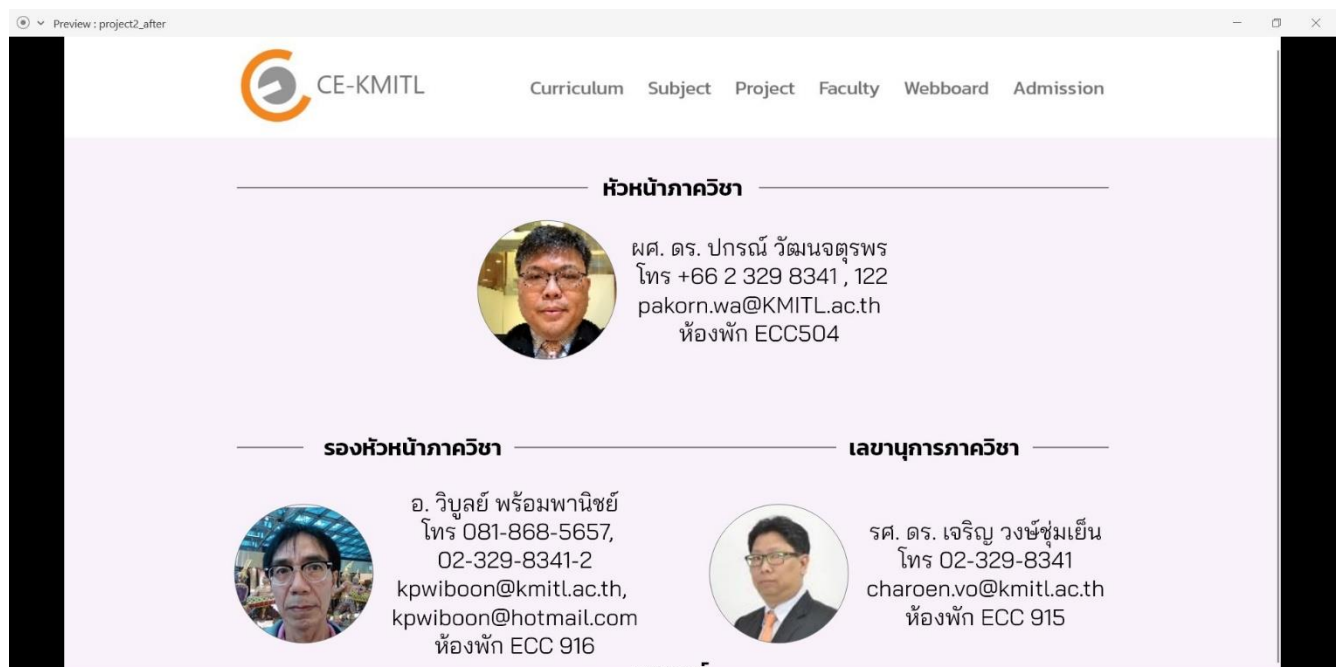 Preview : project2_after
CE-KMITL
Curriculum Subject Project Faculty Webboard Admission
หัวหน้าภาควิชา
ผศ. ดร. ปกรณ์ วัฒนจตุรพร
โทร +66 2 329 8341 , 122
pakorn.wa@KMITL.ac.th
ห้องพัก ECC504
รองหัวหน้าภาควิชา
อ. วิบูลย์ พร้อมพานิชย์
โทร 081-868-5657,
02-329-8341-2
kpwiboon@kmitl.ac.th,
kpwiboon@hotmail.com
ห้องพัก ECC 916
เลขานุการภาควิชา
รศ. ดร. เจริญ วงษ์ชุ่มเย็น
โทร 02-329-8341
charoen.vo@kmitl.ac.th
ห้องพัก ECC 915